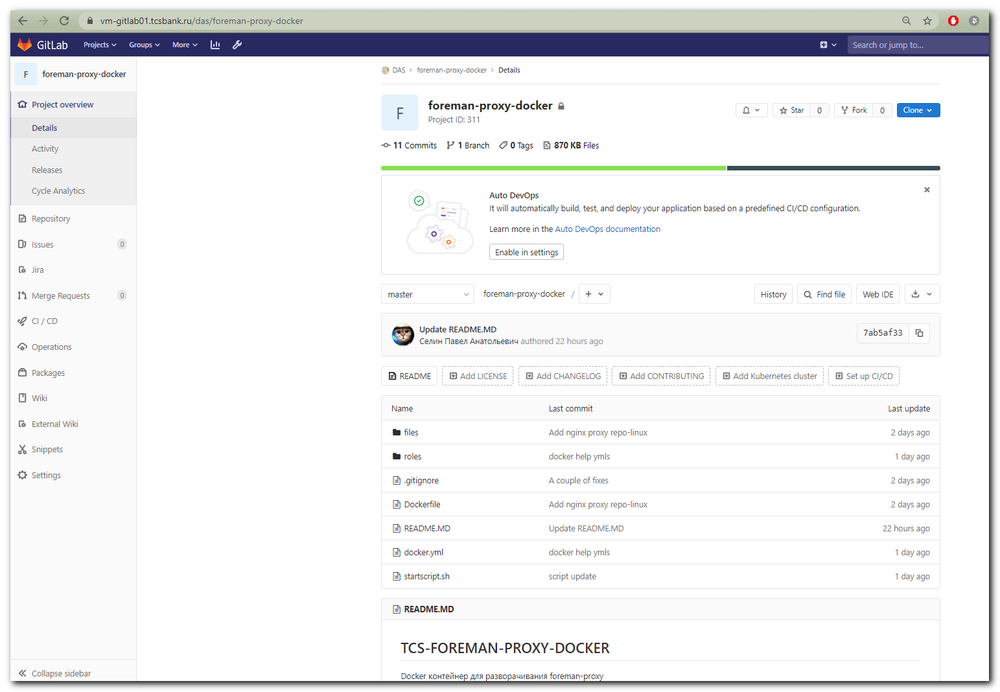 vm-gitlab01.tcsbank.ru/das/foreman-proxy-docker
GitLab Projects Groups More Search or jump to...
F foreman-proxy-docker
Project overview
Details
Activity
Releases
Cycle Analytics
Repository
Issues 0
Jira
Merge Requests 0
CI / CD
Operations
Packages
Wiki
External Wiki
Snippets
Settings
Collapse sidebar
DAS > foreman-proxy-docker > Details
F
foreman-proxy-docker
Project ID: 311
Star 0 Fork 0 Clone
11 Commits 1 Branch 0 Tags 870 KB Files
Auto DevOps
It will automatically build, test, and deploy your application based on a predefined CI/CD configuration.
Learn more in the Auto DevOps documentation
Enable in settings
master foreman-proxy-docker / + History Find file Web IDE
Update README.MD
Селин Павел Анатольевич authored 22 hours ago
7ab5af33
README Add LICENSE Add CHANGELOG Add CONTRIBUTING Add Kubernetes cluster Set up CI/CD
Name Last commit Last update
files Add nginx proxy repo-linux 2 days ago
roles docker help ymls 1 day ago
.gitignore A couple of fixes 2 days ago
Dockerfile Add nginx proxy repo-linux 2 days ago
README.MD Update README.MD 22 hours ago
docker.yml docker help ymls 1 day ago
startscript.sh script update 1 day ago
README.MD
TCS-FOREMAN-PROXY-DOCKER
Docker контейнер для разворачивания foreman-proxy